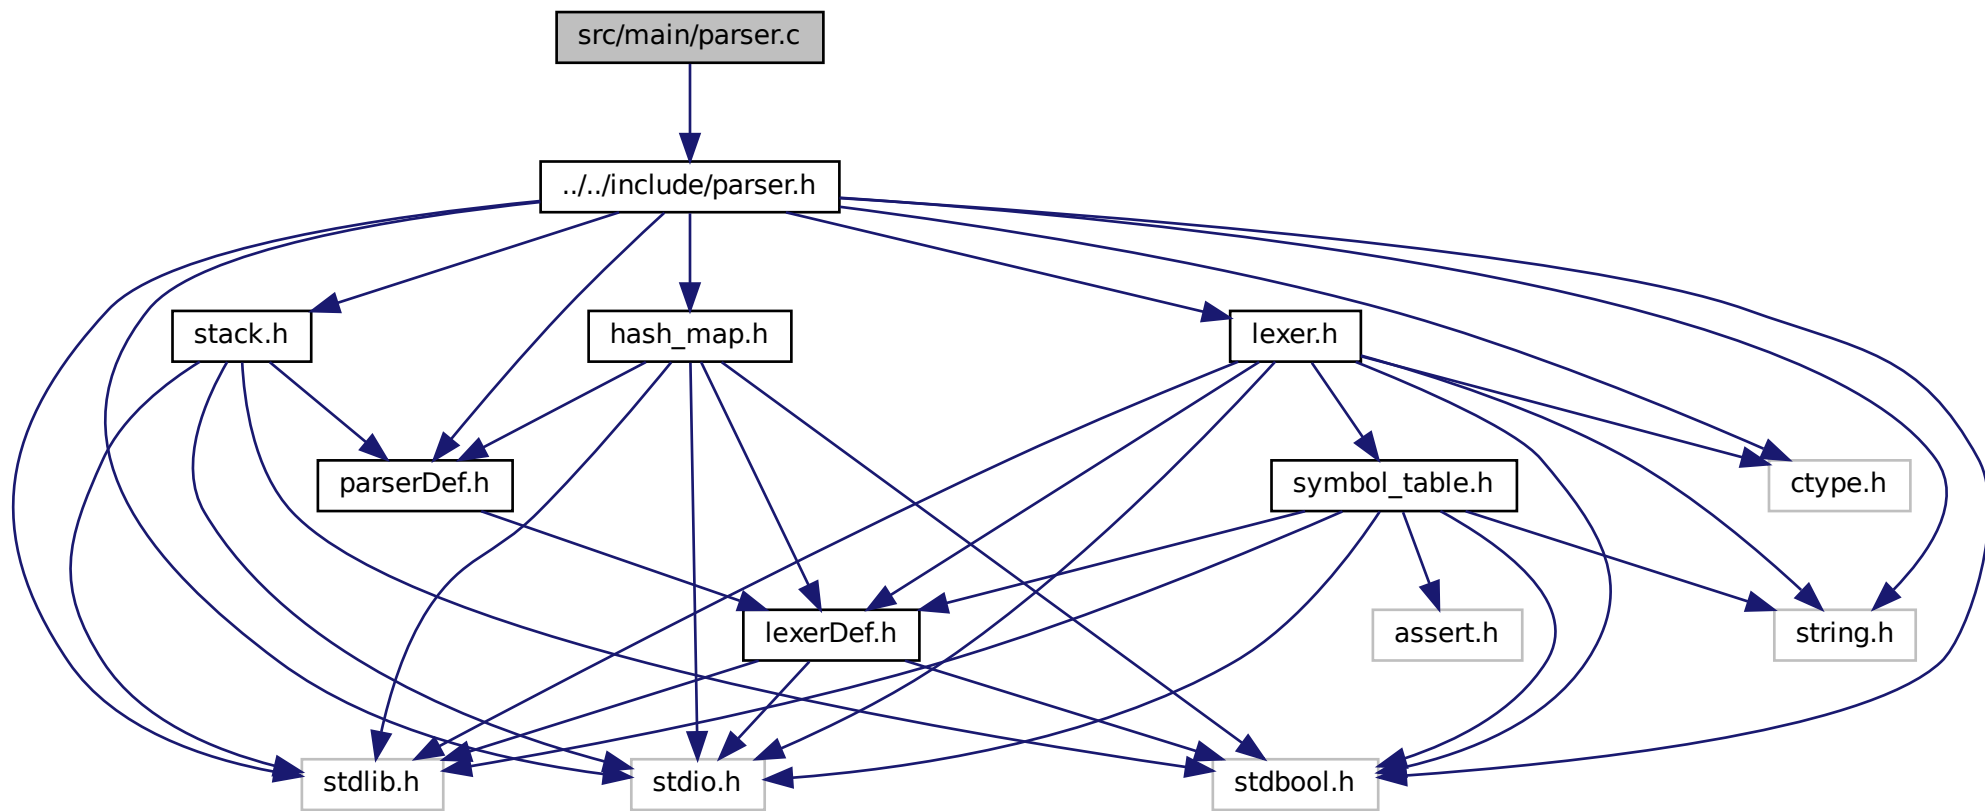 src/main/parser.c
../../include/parser.h
stack.h
hash_map.h
lexer.h
parserDef.h
symbol_table.h
ctype.h
lexerDef.h
assert.h
string.h
stdlib.h
stdio.h
stdbool.h